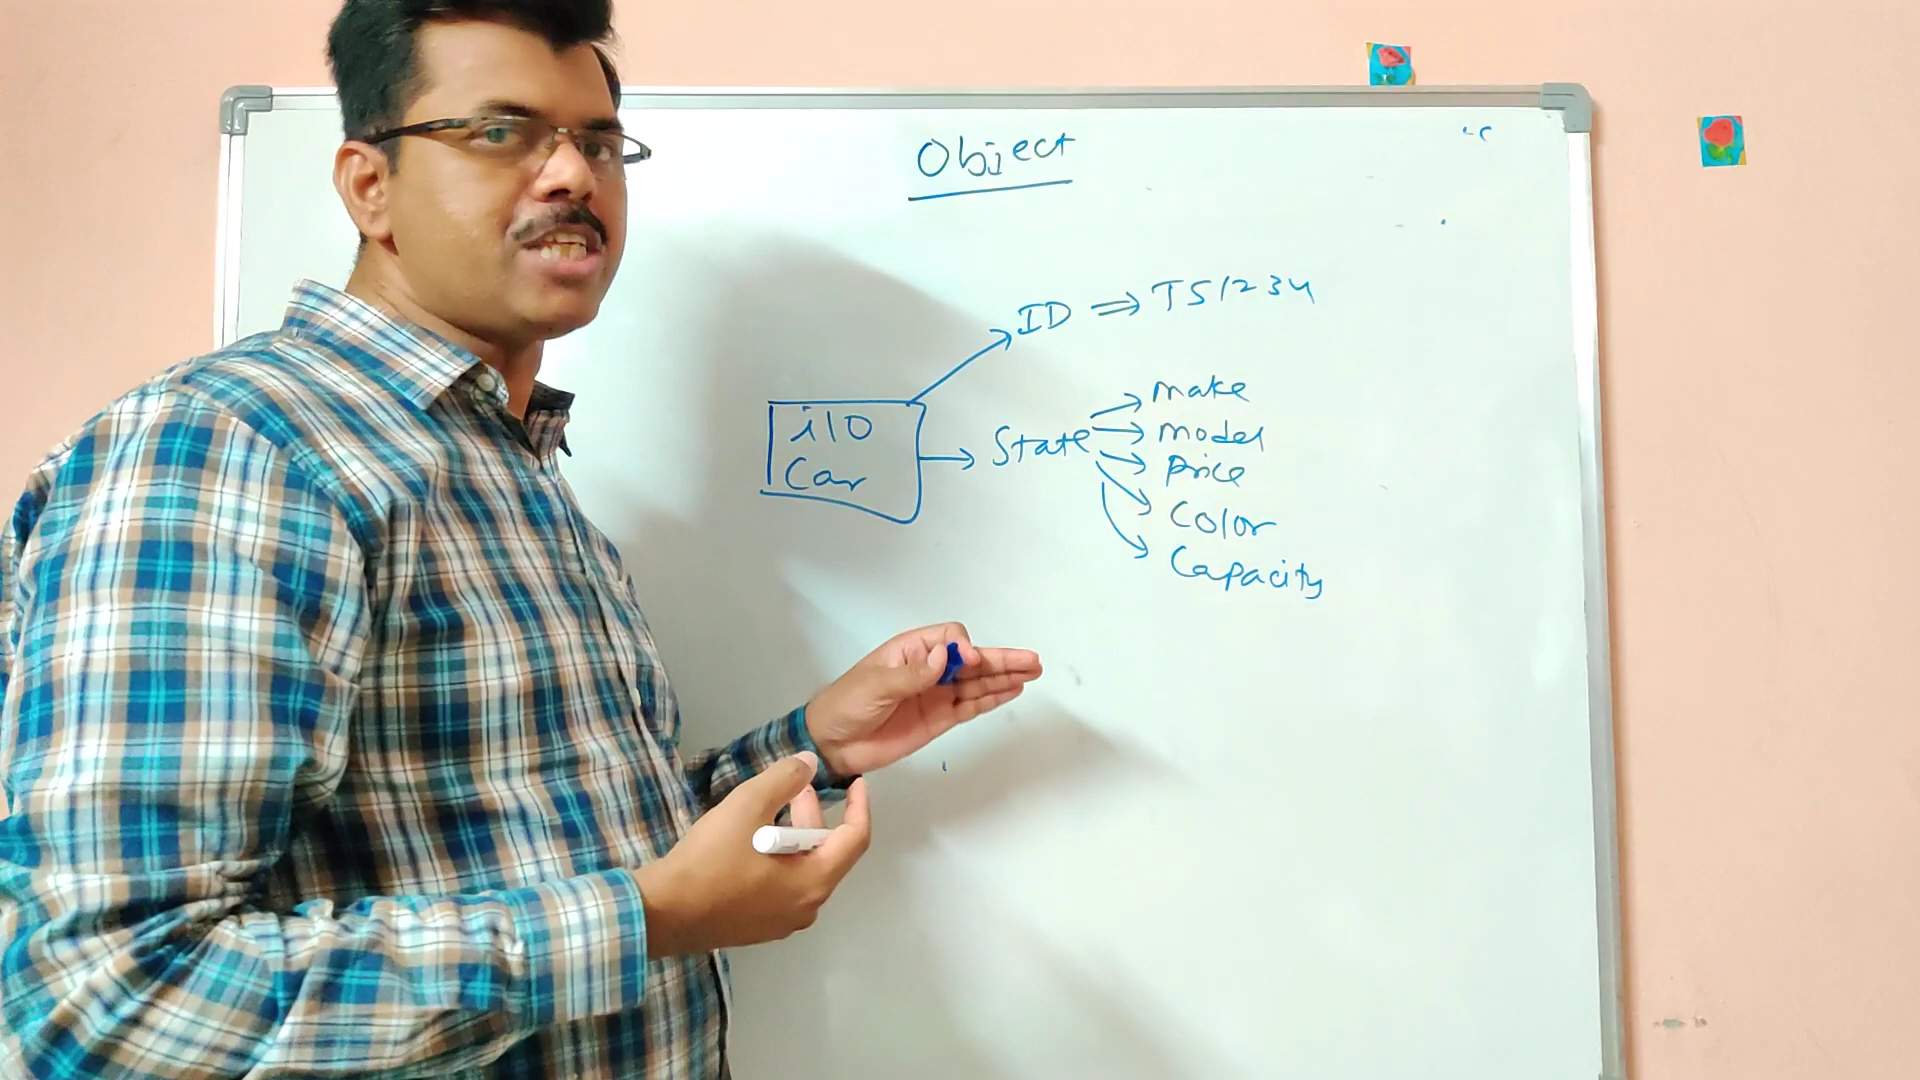 Object
ID ⇒ TS1234
i10
Car
State
make
model
price
Color
Capacity